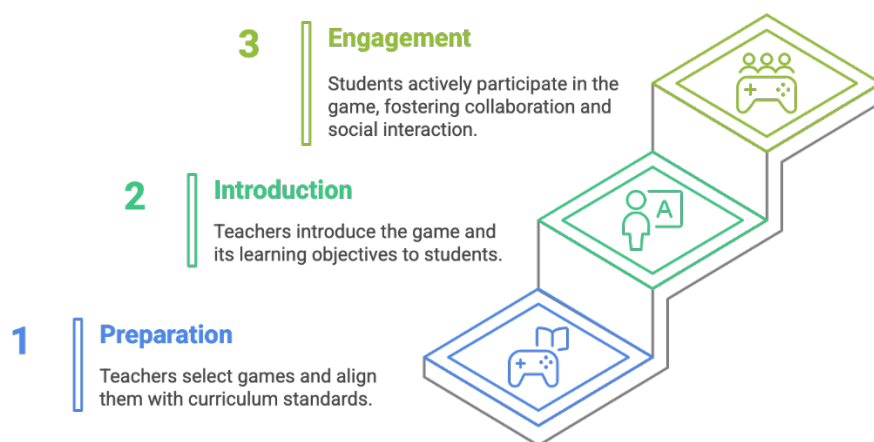 3
Engagement
Students actively participate in the
game, fostering collaboration and
social interaction.
2
Introduction
Teachers introduce the game and
its learning objectives to students.
A
1
Preparation
Teachers select games and align
them with curriculum standards.